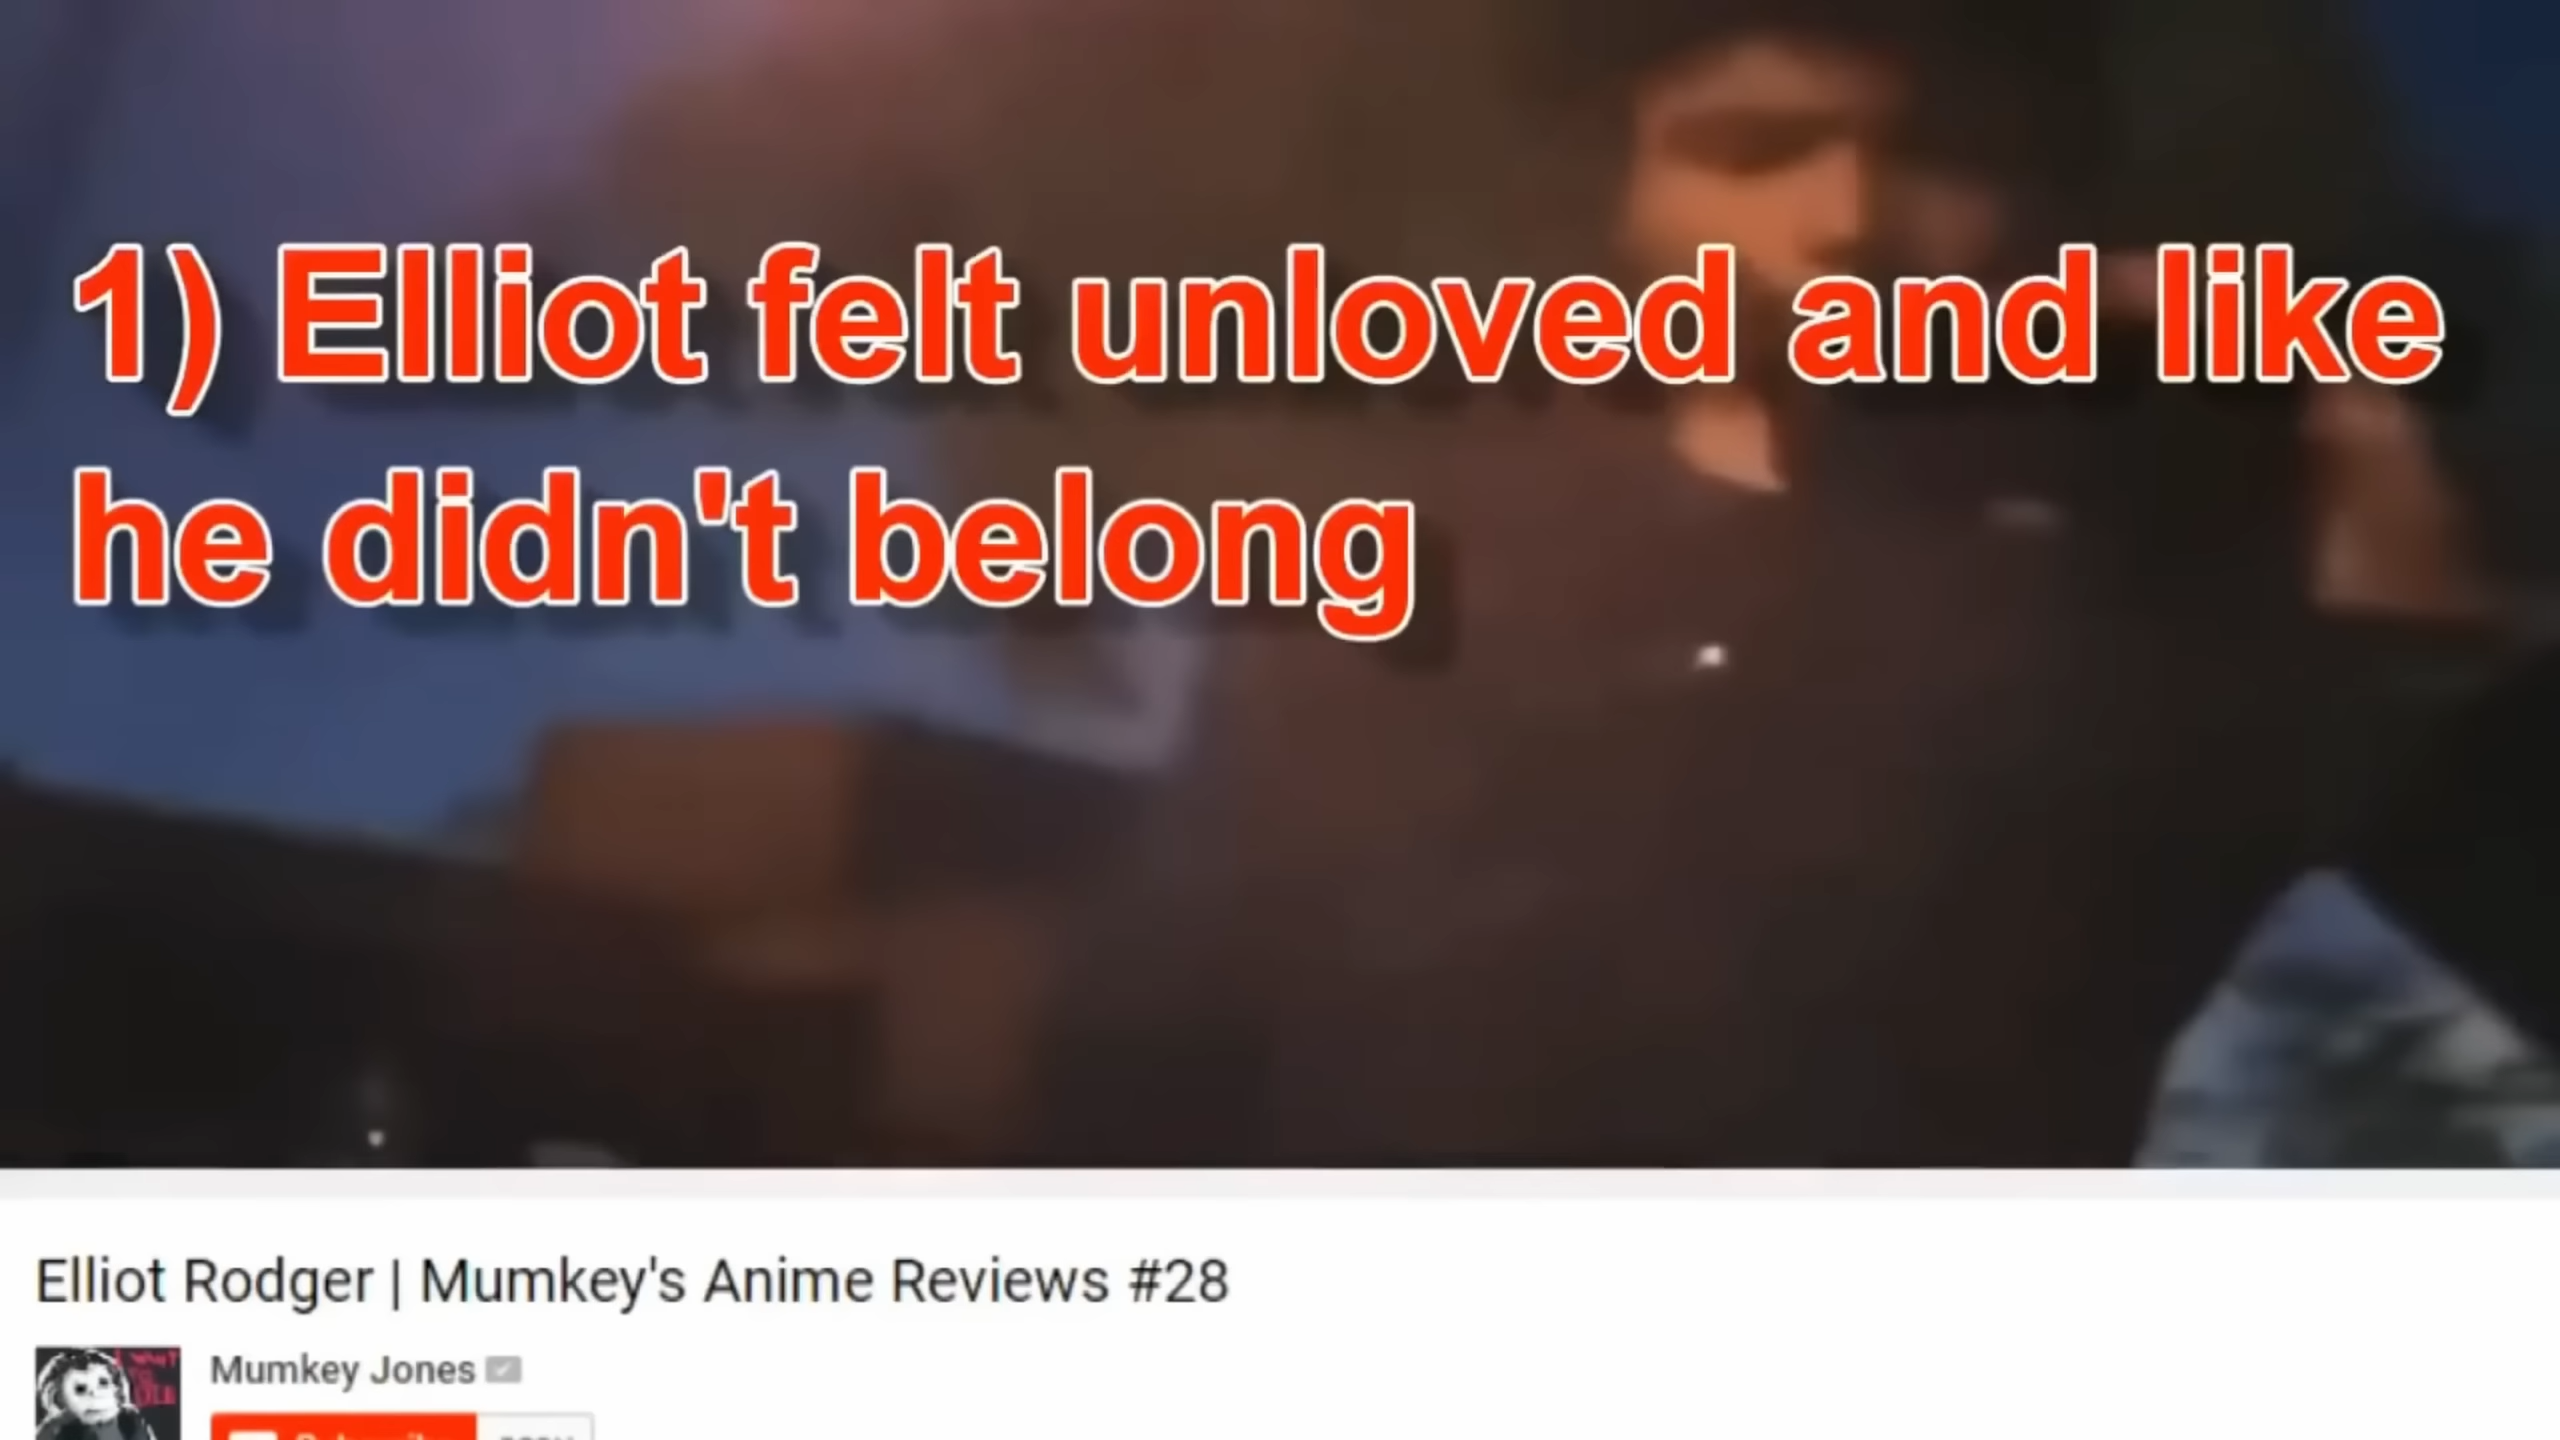 1) Elliot felt unloved and like
he didn't belong
Elliot Rodger | Mumkey's Anime Reviews #28
Mumkey Jones